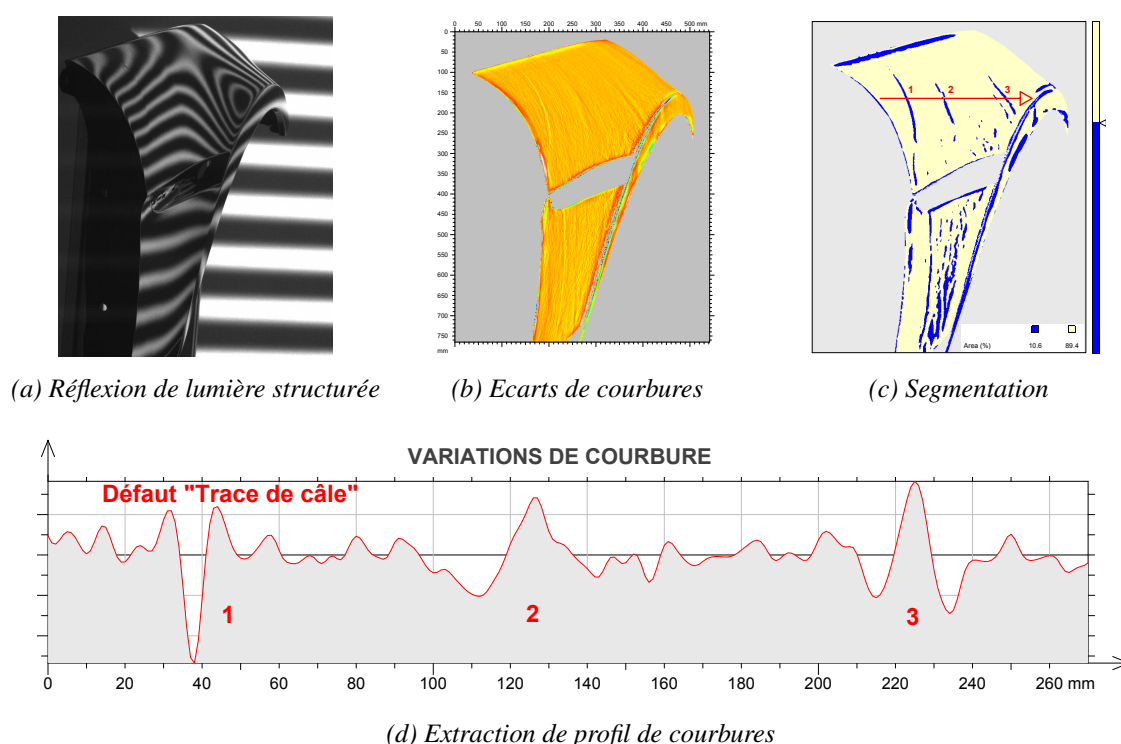 0 50 100 150 200 250 300 350 400 500 mm
0
50
100
150
200
250
300
350
400
450
500
550
600
650
700
750
mm
1 2 3
Area (%) 10.6 89.4
(a) Réflexion de lumière structurée
(b) Ecarts de courbures
(c) Segmentation
VARIATIONS DE COURBURE
Défaut "Trace de câle"
1 2 3
0 20 40 60 80 100 120 140 160 180 200 220 240 260 mm
(d) Extraction de profil de courbures